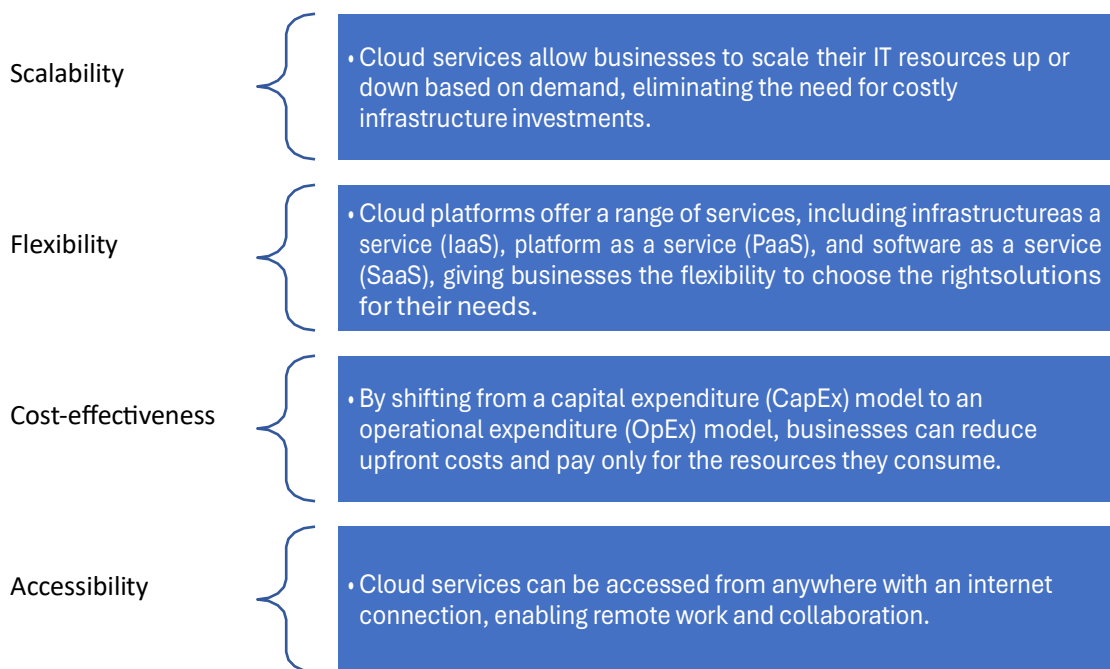 Scalability
• Cloud services allow businesses to scale their IT resources up or
down based on demand, eliminating the need for costly
infrastructure investments.
Flexibility
• Cloud platforms offer a range of services, including infrastructureas a
service (IaaS), platform as a service (PaaS), and software as a service
(SaaS), giving businesses the flexibility to choose the rightsolutions
for their needs.
Cost-effectiveness
• By shifting from a capital expenditure (CapEx) model to an
operational expenditure (OpEx) model, businesses can reduce
upfront costs and pay only for the resources they consume.
Accessibility
• Cloud services can be accessed from anywhere with an internet
connection, enabling remote work and collaboration.